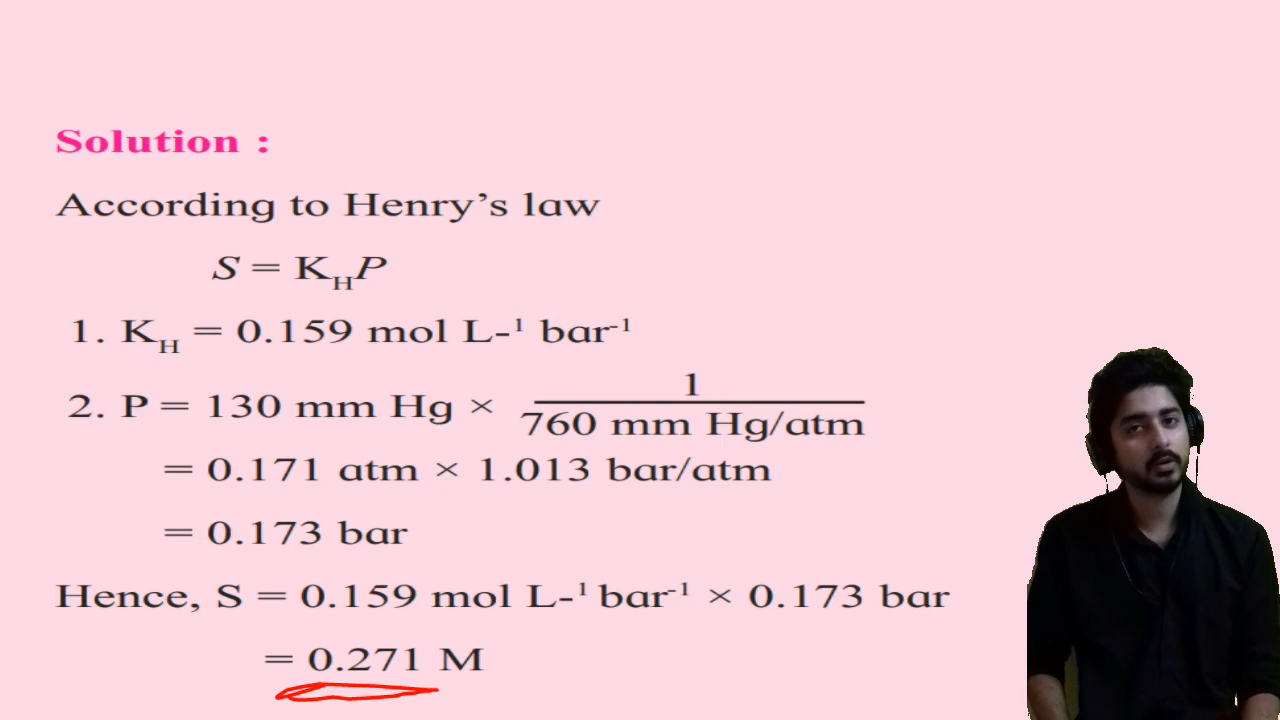 Solution :
According to Henry’s law
S = K_H P
1. K_H = 0.159 mol L-¹ bar⁻¹
2. P = 130 mm Hg × 1 / 760 mm Hg/atm
= 0.171 atm × 1.013 bar/atm
= 0.173 bar
Hence, S = 0.159 mol L-¹ bar⁻¹ × 0.173 bar
= 0.271 M